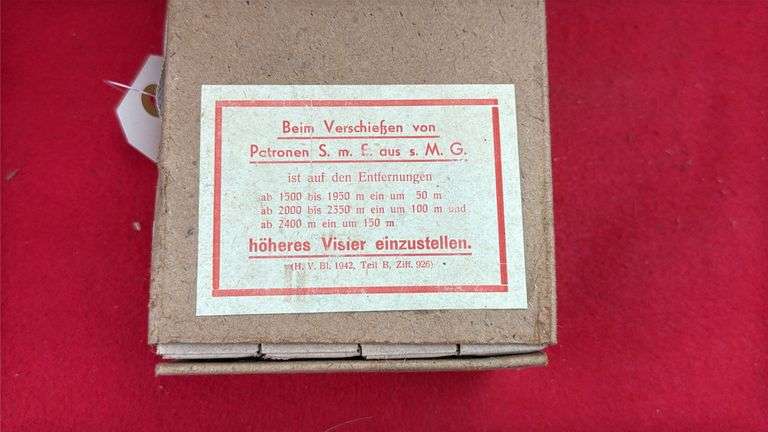 Beim Verschießen von
Patronen S. m. E. aus s. M. G.
ist auf den Entfernungen
ab 1500 bis 1950 m ein um 50 m
ab 2000 bis 2350 m ein um 100 m und
ab 2400 m ein um 150 m
höheres Visier einzustellen.
(H. V. Bl. 1942, Teil B, Ziff. 926)